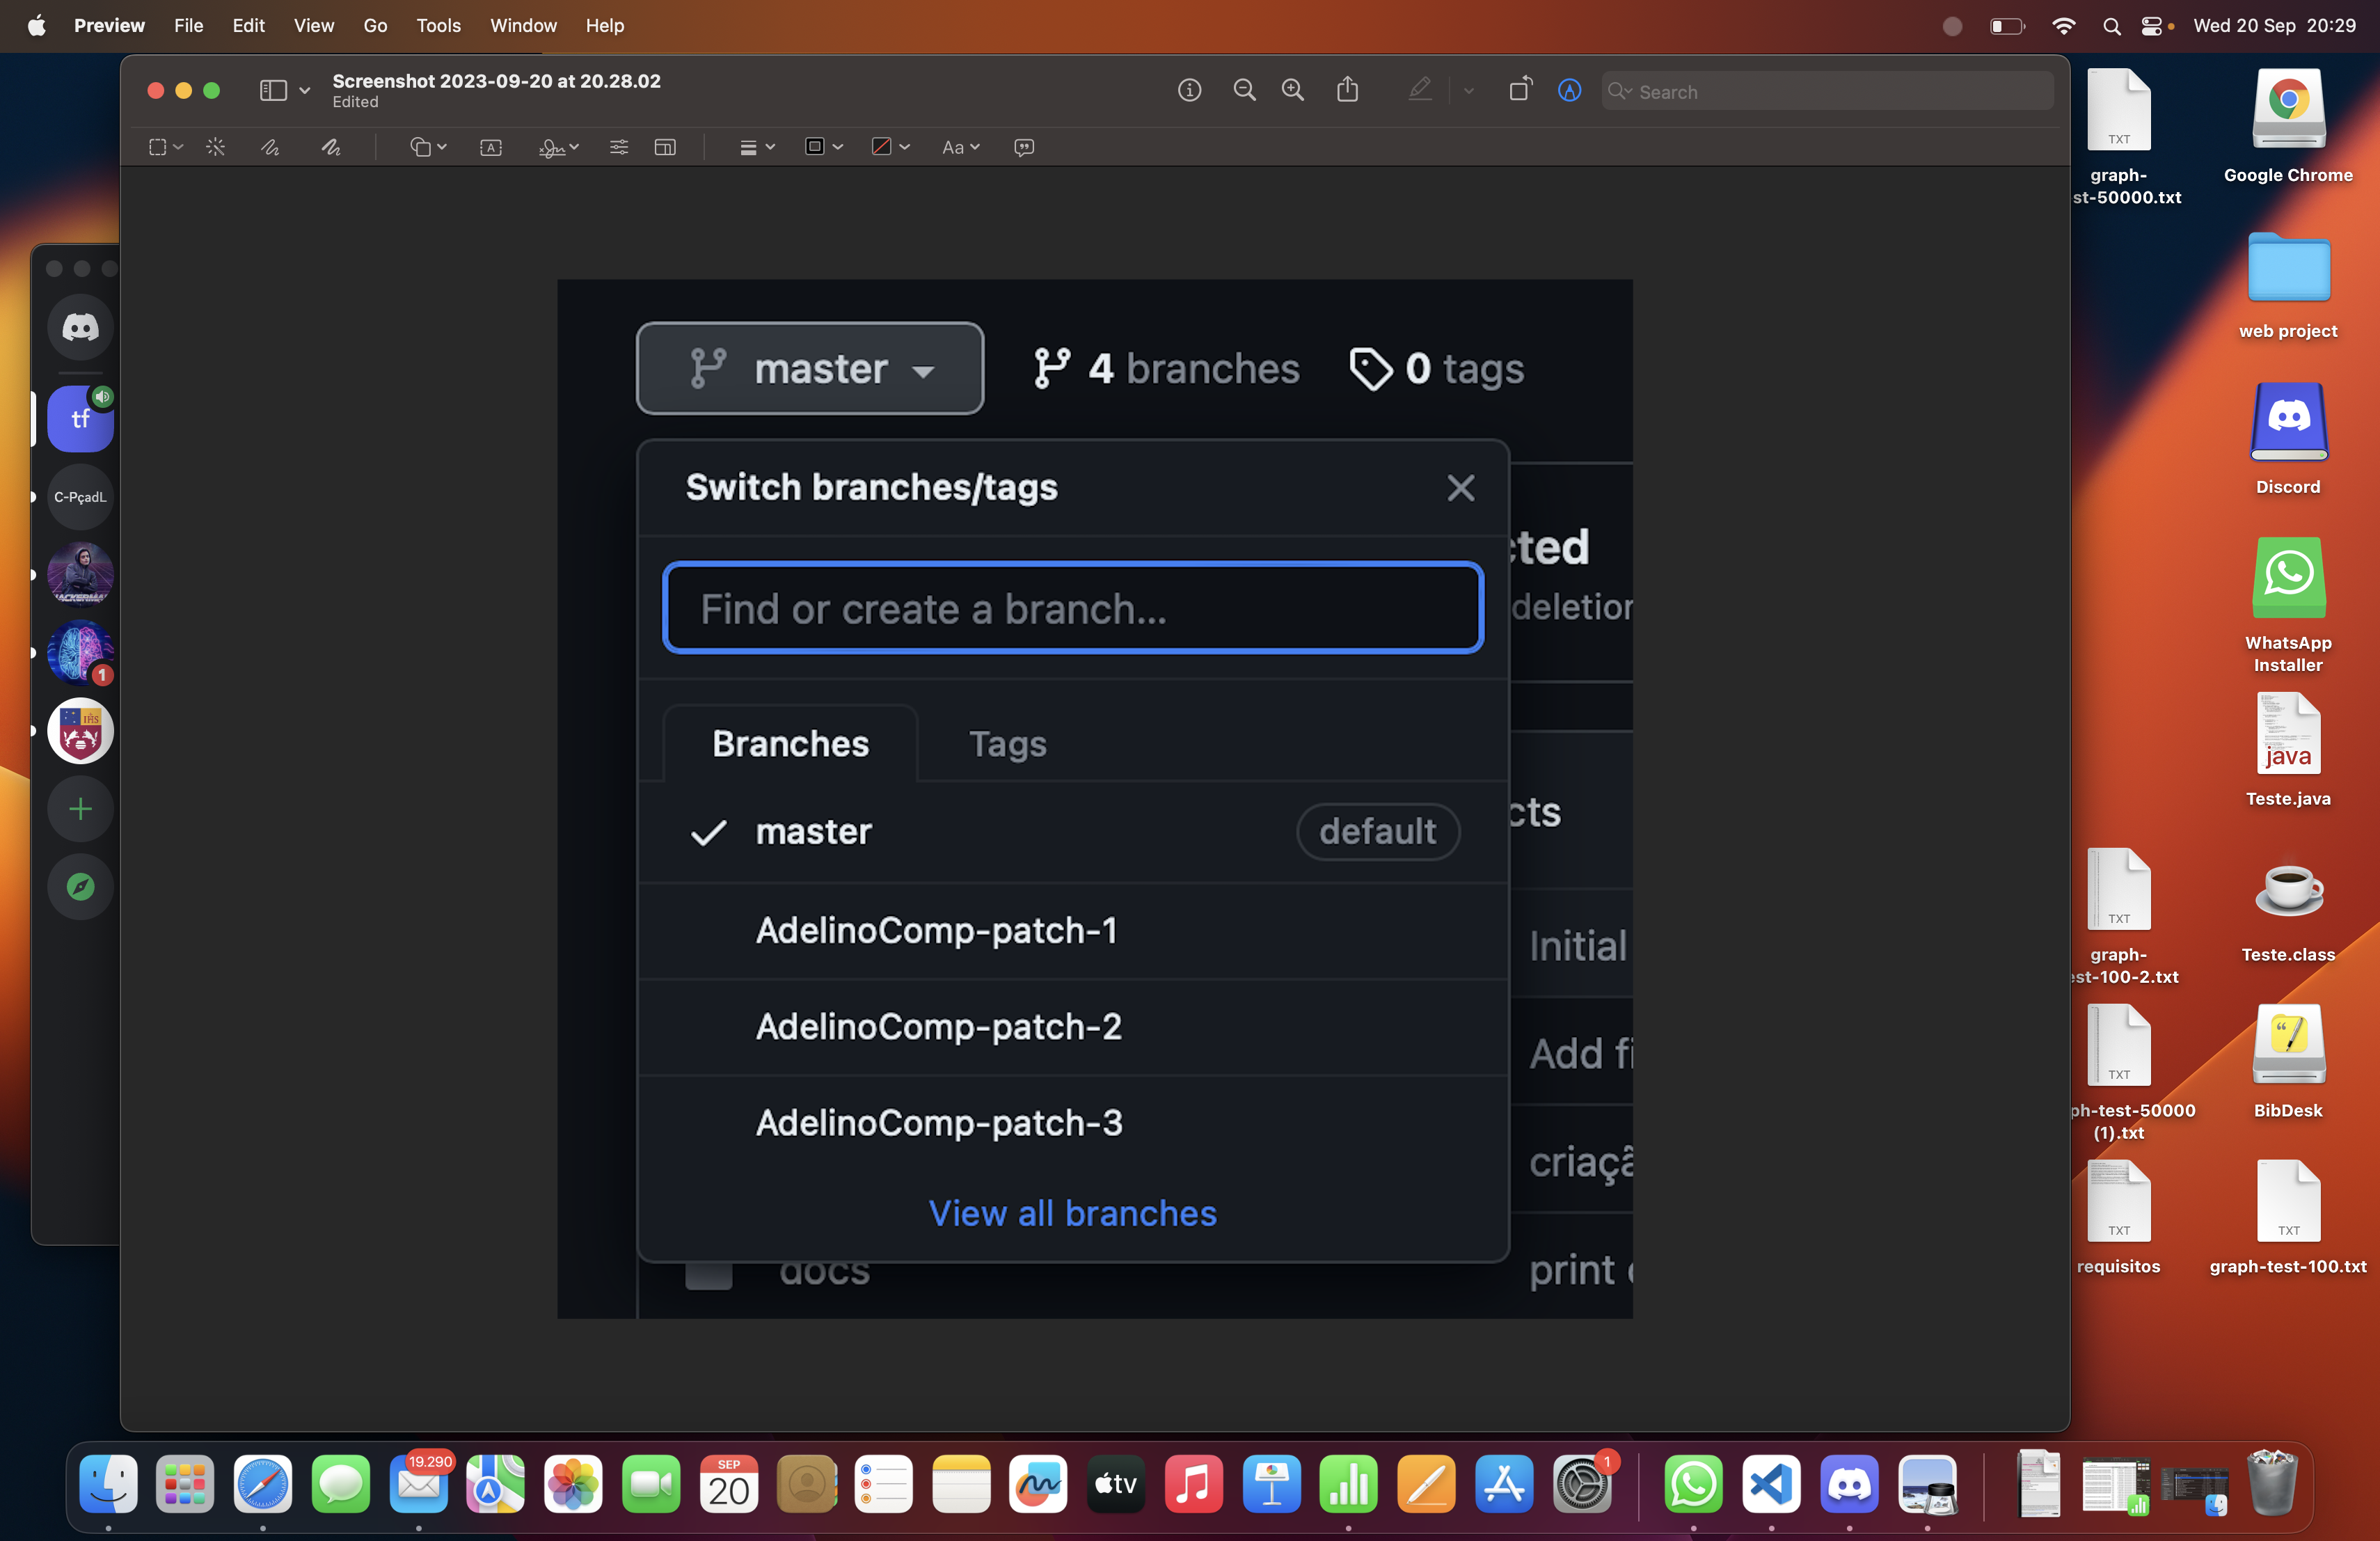 Preview File Edit View Go Tools Window Help
Wed 20 Sep 20:29
Screenshot 2023-09-20 at 20.28.02
Edited
Search
A
Aa
tf
C-PçadL
1
IHS
master
4 branches
0 tags
Switch branches/tags
cted
Find or create a branch...
deletior
Branches
Tags
master
default
cts
AdelinoComp-patch-1
Initial
AdelinoComp-patch-2
Add fi
AdelinoComp-patch-3
criaçã
View all branches
docs
print
TXT
graph-
st-50000.txt
Google Chrome
web project
Discord
WhatsApp
Installer
java
Teste.java
TXT
graph-
est-100-2.txt
Teste.class
TXT
ph-test-50000
(1).txt
BibDesk
TXT
requisitos
TXT
graph-test-100.txt
19.290
SEP
20
tv
1